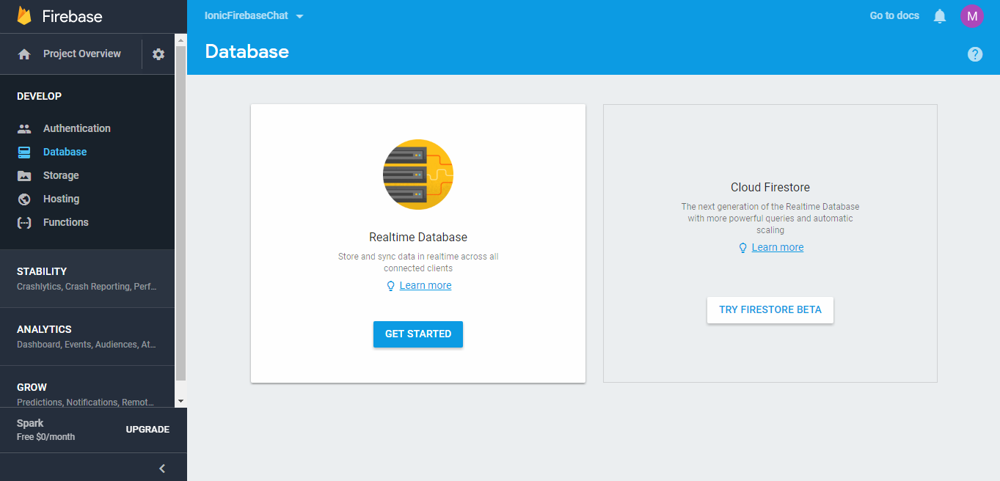 Firebase
Project Overview
DEVELOP
Authentication
Database
Storage
Hosting
Functions
STABILITY
Crashlytics, Crash Reporting, Perf...
ANALYTICS
Dashboard, Events, Audiences, At...
GROW
Predictions, Notifications, Remot...
Spark
Free $0/month
UPGRADE
IonicFirebaseChat
Go to docs
M
Database
?
Realtime Database
Store and sync data in realtime across all
connected clients
Learn more
GET STARTED
Cloud Firestore
The next generation of the Realtime Database
with more powerful queries and automatic
scaling
Learn more
TRY FIRESTORE BETA